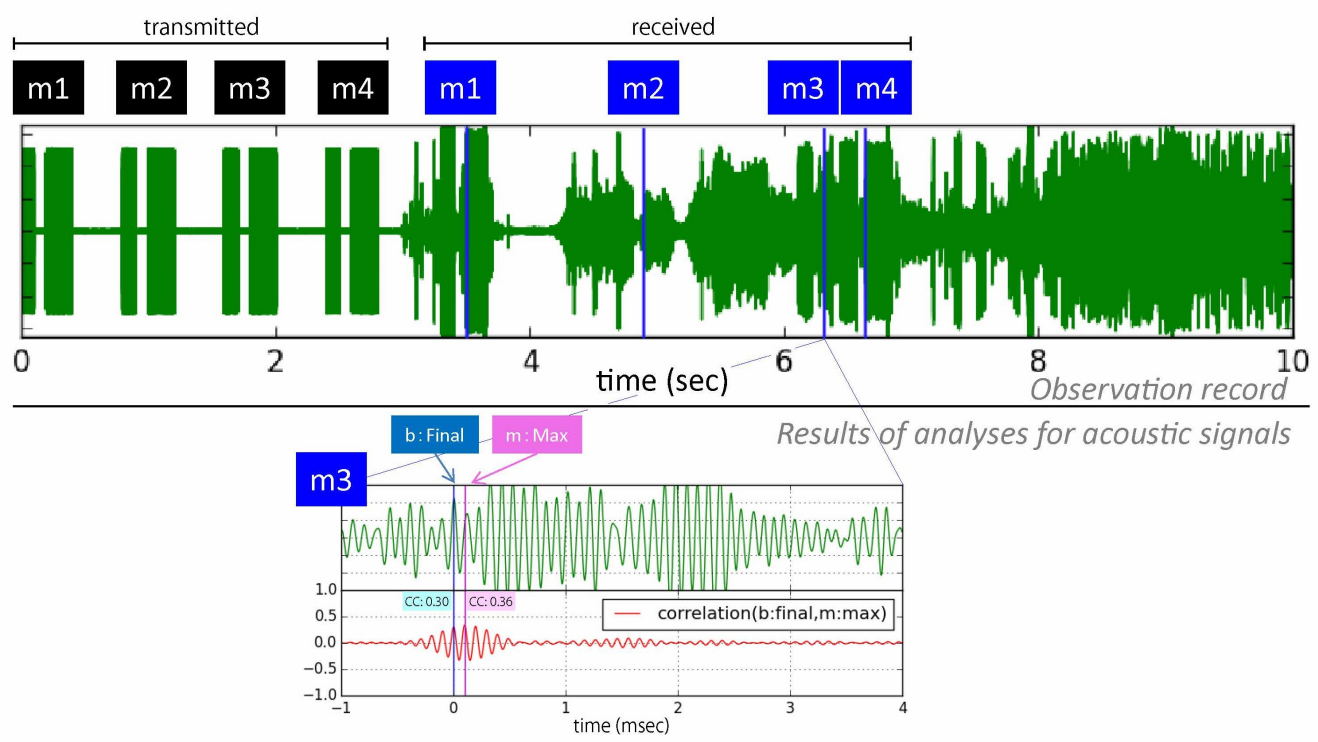 transmitted
received
m1 m2 m3 m4 m1 m2 m3 m4
0 2 4 6 8 10
time (sec)
Observation record
Results of analyses for acoustic signals
b:Final
m:Max
m3
CC: 0.30
CC: 0.36
correlation(b:final,m:max)
1.0
0.5
0.0
−0.5
−1.0
−1 0 1 2 3 4
time (msec)